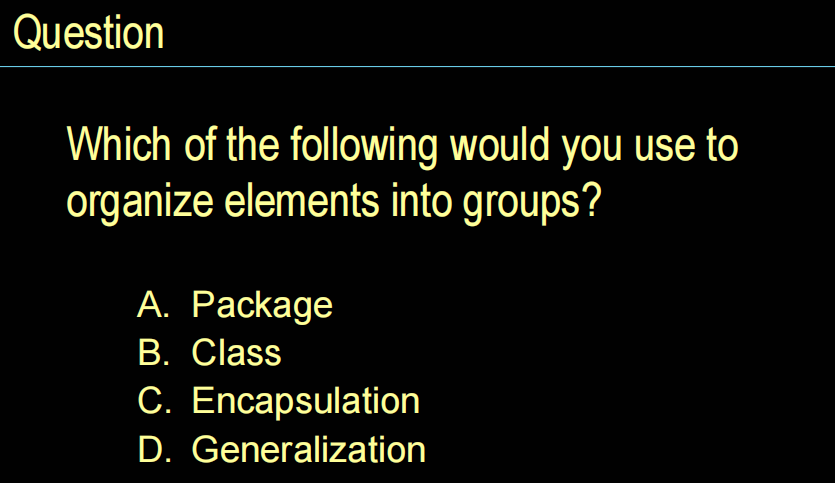 Question
Which of the following would you use to
organize elements into groups?
A. Package
B. Class
C. Encapsulation
D. Generalization